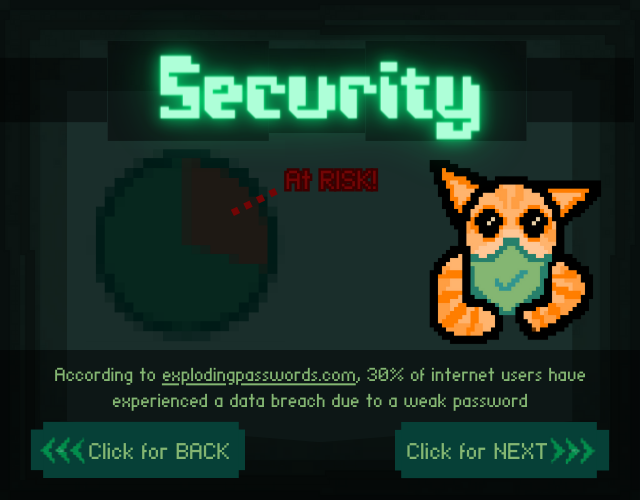 Security
At RISK!
According to explodingpasswords.com, 30% of internet users have
experienced a data breach due to a weak password
Click for BACK
Click for NEXT